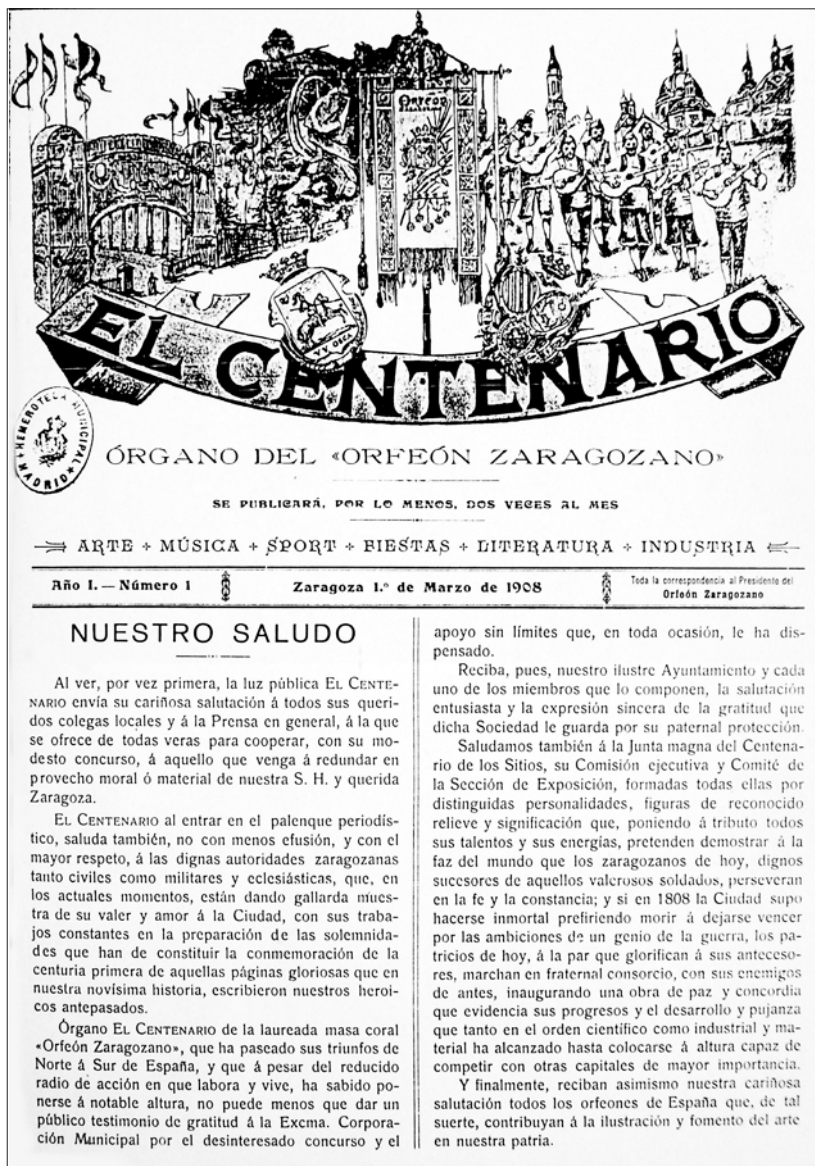 Orfeón
VV OSCA
EL CENTENARIO
HEMEROTECA MUNICIPAL
MADRID
ÓRGANO DEL «ORFEÓN ZARAGOZANO»
SE PUBLICARÁ, POR LO MENOS, DOS VECES AL MES
ARTE + MÚSICA + SPORT + FIESTAS + LITERATURA + INDUSTRIA
Año I. — Número 1
Zaragoza 1.º de Marzo de 1908
Toda la correspondencia al Presidente del
Orfeón Zaragozano
NUESTRO SALUDO
Al ver, por vez primera, la luz pública EL CENTE-
NARIO envía su cariñosa salutación á todos sus queri-
dos colegas locales y á la Prensa en general, á la que
se ofrece de todas veras para cooperar, con su mo-
desto concurso, á aquello que venga á redundar en
provecho moral ó material de nuestra S. H. y querida
Zaragoza.
EL CENTENARIO al entrar en el palenque periodís-
tico, saluda también, no con menos efusión, y con el
mayor respeto, á las dignas autoridades zaragozanas
tanto civiles como militares y eclesiásticas, que, en
los actuales momentos, están dando gallarda mues-
tra de su valer y amor á la Ciudad, con sus traba-
jos constantes en la preparación de las solemnida-
des que han de constituir la conmemoración de la
centuria primera de aquellas páginas gloriosas que en
nuestra novísima historia, escribieron nuestros heroi-
cos antepasados.
Órgano EL CENTENARIO de la laureada masa coral
«Orfeón Zaragozano», que ha paseado sus triunfos de
Norte á Sur de España, y que á pesar del reducido
radio de acción en que labora y vive, ha sabido po-
nerse á notable altura, no puede menos que dar un
público testimonio de gratitud á la Excma. Corpora-
ción Municipal por el desinteresado concurso y el
apoyo sin límites que, en toda ocasión, le ha dis-
pensado.
Reciba, pues, nuestro ilustre Ayuntamiento y cada
uno de los miembros que lo componen, la salutación
entusiasta y la expresión sincera de la gratitud que
dicha Sociedad le guarda por su paternal protección.
Saludamos también á la Junta magna del Centena-
rio de los Sitios, su Comisión ejecutiva y Comité de
la Sección de Exposición, formadas todas ellas por
distinguidas personalidades, figuras de reconocido
relieve y significación que, poniendo á tributo todos
sus talentos y sus energías, pretenden demostrar á la
faz del mundo que los zaragozanos de hoy, dignos
sucesores de aquellos valerosos soldados, perseveran
en la fe y la constancia; y si en 1808 la Ciudad supo
hacerse inmortal prefiriendo morir á dejarse vencer
por las ambiciones de un genio de la guerra, los pa-
tricios de hoy, á la par que glorifican á sus anteceso-
res, marchan en fraternal consorcio, con sus enemigos
de antes, inaugurando una obra de paz y concordia
que evidencia sus progresos y el desarrollo y pujanza
que tanto en el orden científico como industrial y ma-
terial ha alcanzado hasta colocarse á altura capaz de
competir con otras capitales de mayor importancia.
Y finalmente, reciban asimismo nuestra cariñosa
salutación todos los orfeones de España que, de tal
suerte, contribuyan á la ilustración y fomento del arte
en nuestra patria.